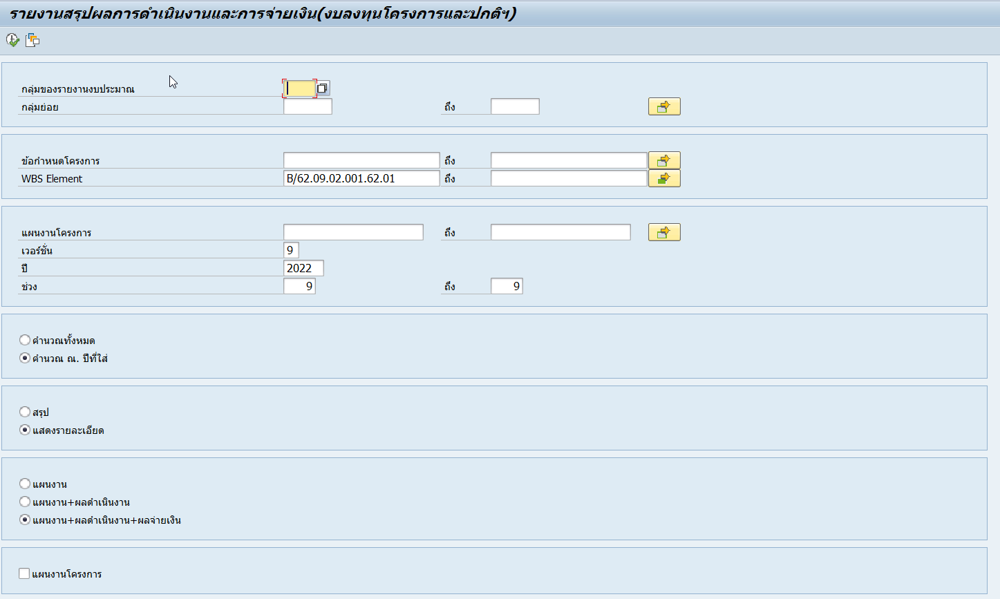 รายงานสรุปผลการดำเนินงานและการจ่ายเงิน(งบลงทุนโครงการและปกติฯ)
กลุ่มของรายงานงบประมาณ
กลุ่มย่อย ถึง
ข้อกำหนดโครงการ ถึง
WBS Element B/62.09.02.001.62.01 ถึง
แผนงานโครงการ ถึง
เวอร์ชั่น 9
ปี 2022
ช่วง 9 ถึง 9
คำนวณทั้งหมด
คำนวณ ณ. ปีที่ใส่
สรุป
แสดงรายละเอียด
แผนงาน
แผนงาน+ผลดำเนินงาน
แผนงาน+ผลดำเนินงาน+ผลจ่ายเงิน
แผนงานโครงการ